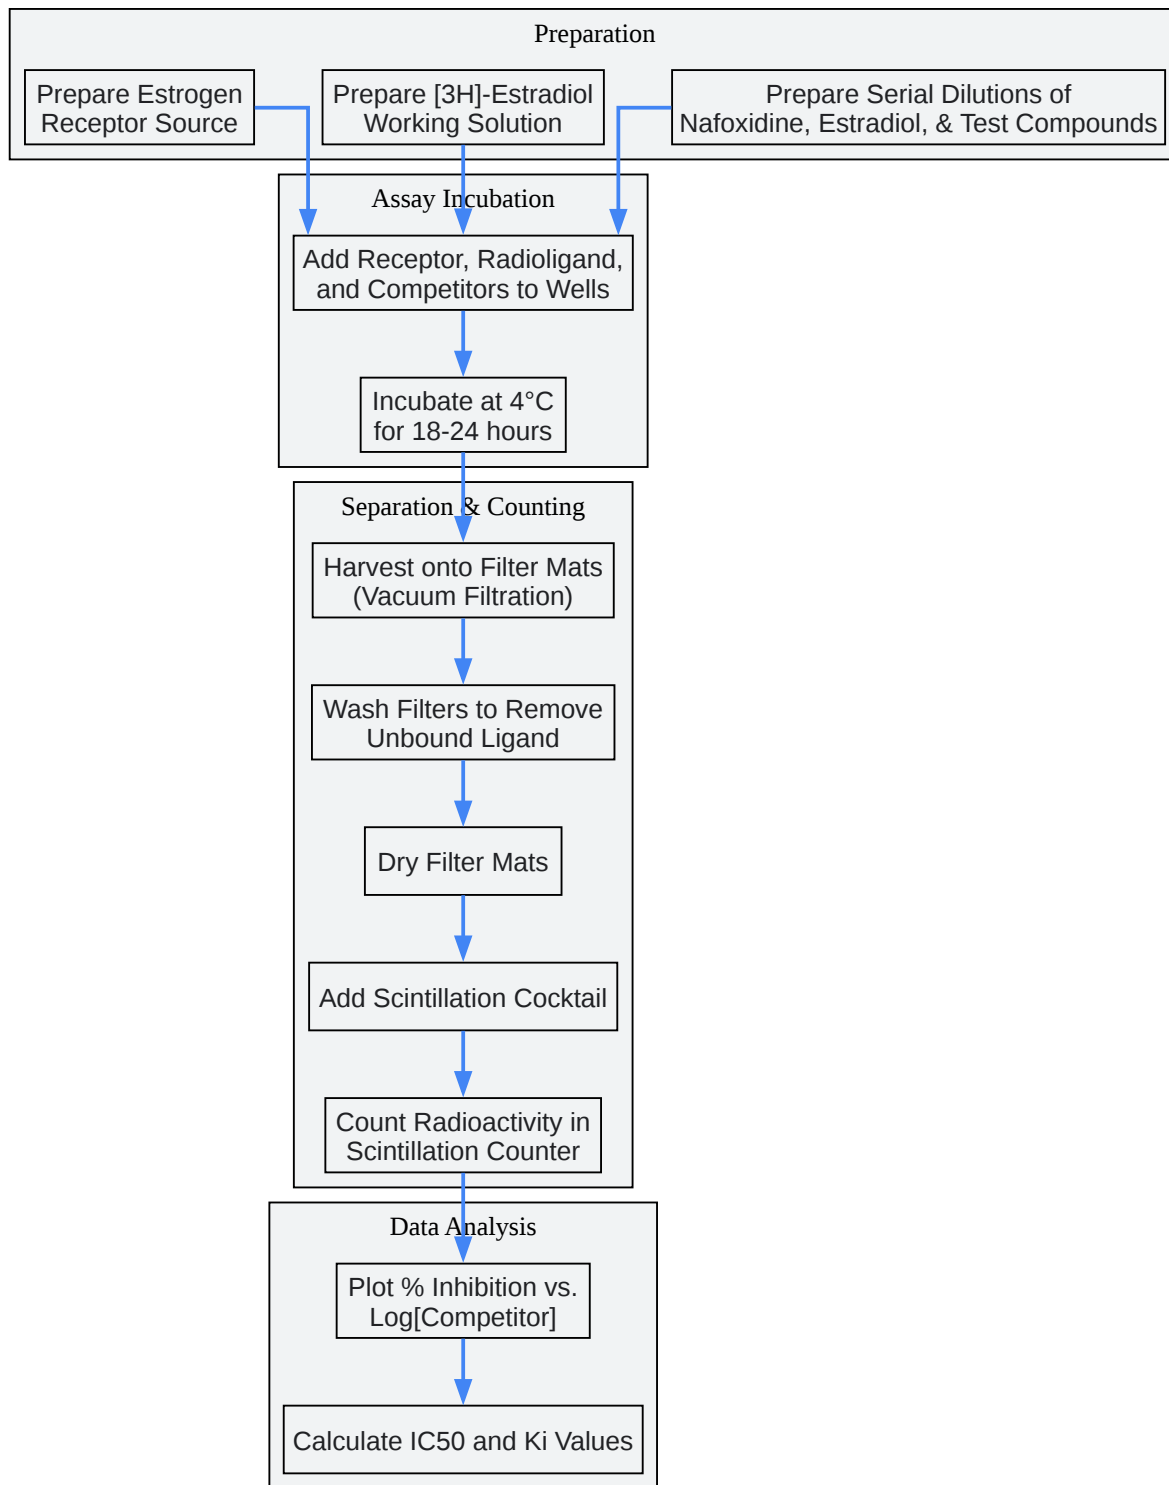 Preparation
Prepare Estrogen
Receptor Source
Prepare [3H]-Estradiol
Working Solution
Prepare Serial Dilutions of
Nafoxidine, Estradiol, & Test Compounds
Assay Incubation
Add Receptor, Radioligand,
and Competitors to Wells
Incubate at 4°C
for 18-24 hours
Separation & Counting
Harvest onto Filter Mats
(Vacuum Filtration)
Wash Filters to Remove
Unbound Ligand
Dry Filter Mats
Add Scintillation Cocktail
Count Radioactivity in
Scintillation Counter
Data Analysis
Plot % Inhibition vs.
Log[Competitor]
Calculate IC50 and Ki Values